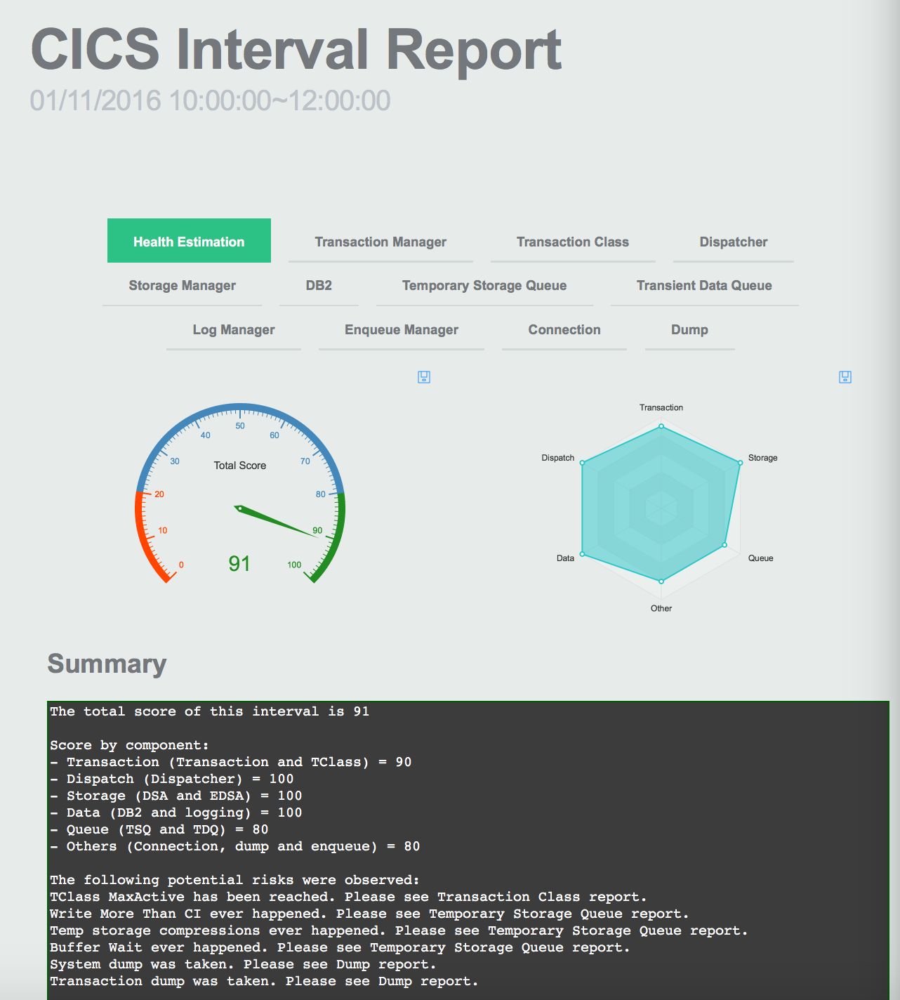 CICS Interval Report
01/11/2016 10:00:00~12:00:00
Health Estimation
Transaction Manager
Transaction Class
Dispatcher
Storage Manager
DB2
Temporary Storage Queue
Transient Data Queue
Log Manager
Enqueue Manager
Connection
Dump
0
10
20
30
40
50
60
70
80
90
100
Total Score
91
Transaction
Dispatch
Storage
Data
Queue
Other
Summary
The total score of this interval is 91
Score by component:
- Transaction (Transaction and TClass) = 90
- Dispatch (Dispatcher) = 100
- Storage (DSA and EDSA) = 100
- Data (DB2 and logging) = 100
- Queue (TSQ and TDQ) = 80
- Others (Connection, dump and enqueue) = 80
The following potential risks were observed:
TClass MaxActive has been reached. Please see Transaction Class report.
Write More Than CI ever happened. Please see Temporary Storage Queue report.
Temp storage compressions ever happened. Please see Temporary Storage Queue report.
Buffer Wait ever happened. Please see Temporary Storage Queue report.
System dump was taken. Please see Dump report.
Transaction dump was taken. Please see Dump report.